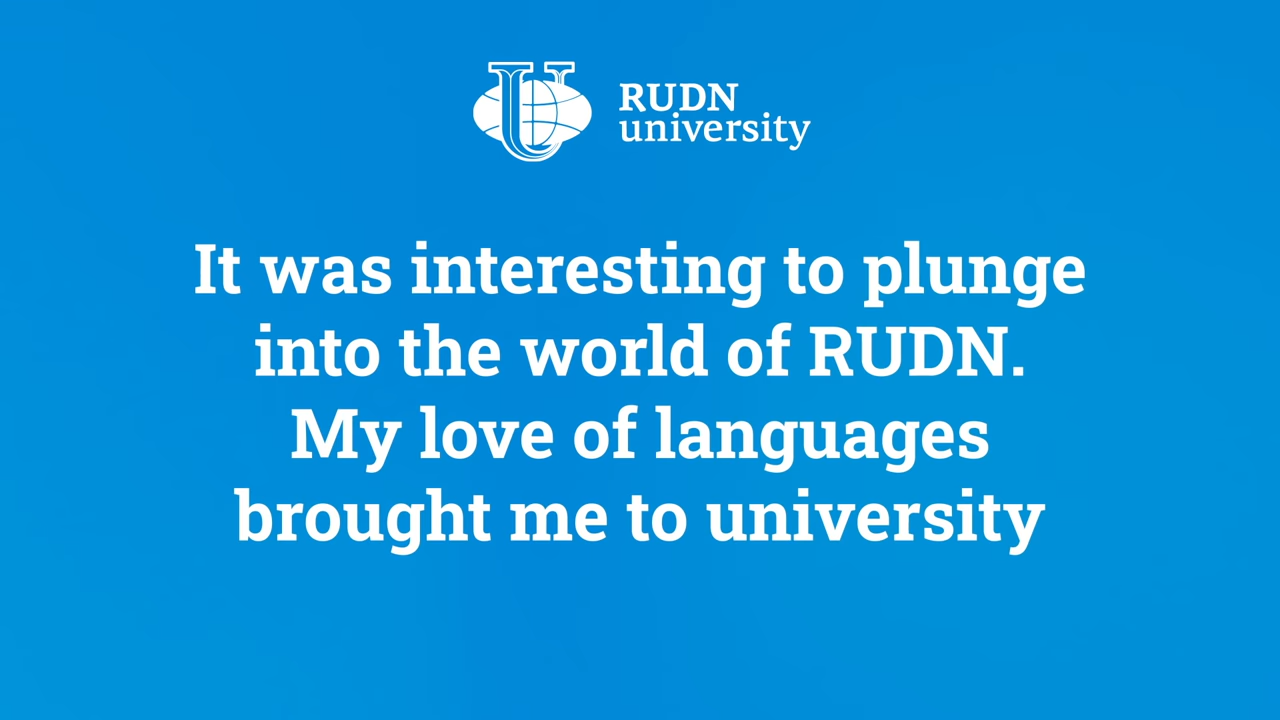 RUDN
university
It was interesting to plunge
into the world of RUDN.
My love of languages
brought me to university